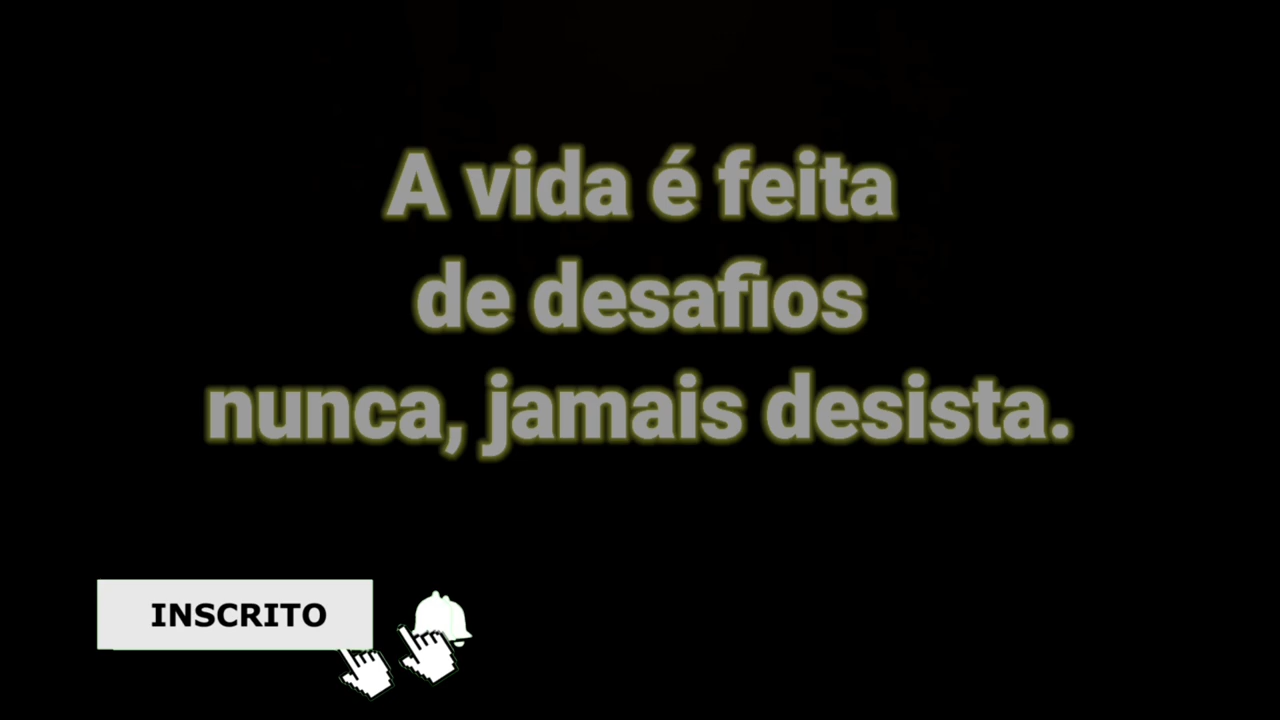 A vida é feita
de desafios
nunca, jamais desista.
INSCRITO